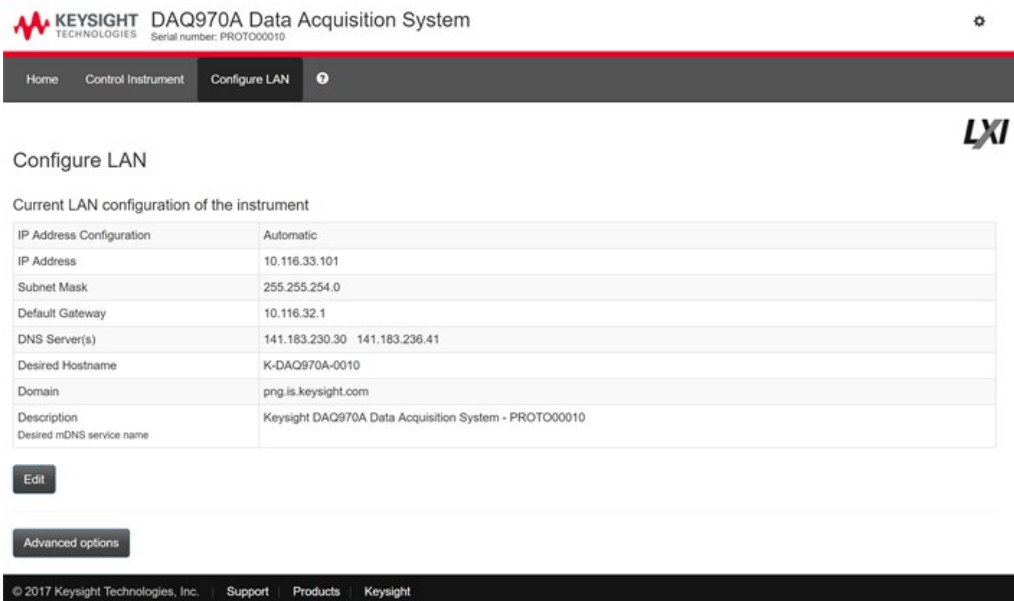 KEYSIGHT
TECHNOLOGIES
DAQ970A Data Acquisition System
Serial number: PROTO00010
Home Control Instrument Configure LAN ?
LXI
Configure LAN
Current LAN configuration of the instrument
IP Address Configuration Automatic
IP Address 10.116.33.101
Subnet Mask 255.255.254.0
Default Gateway 10.116.32.1
DNS Server(s) 141.183.230.30 141.183.236.41
Desired Hostname K-DAQ970A-0010
Domain png.is.keysight.com
Description Keysight DAQ970A Data Acquisition System - PROTO00010
Desired mDNS service name
Edit
Advanced options
© 2017 Keysight Technologies, Inc. Support Products Keysight